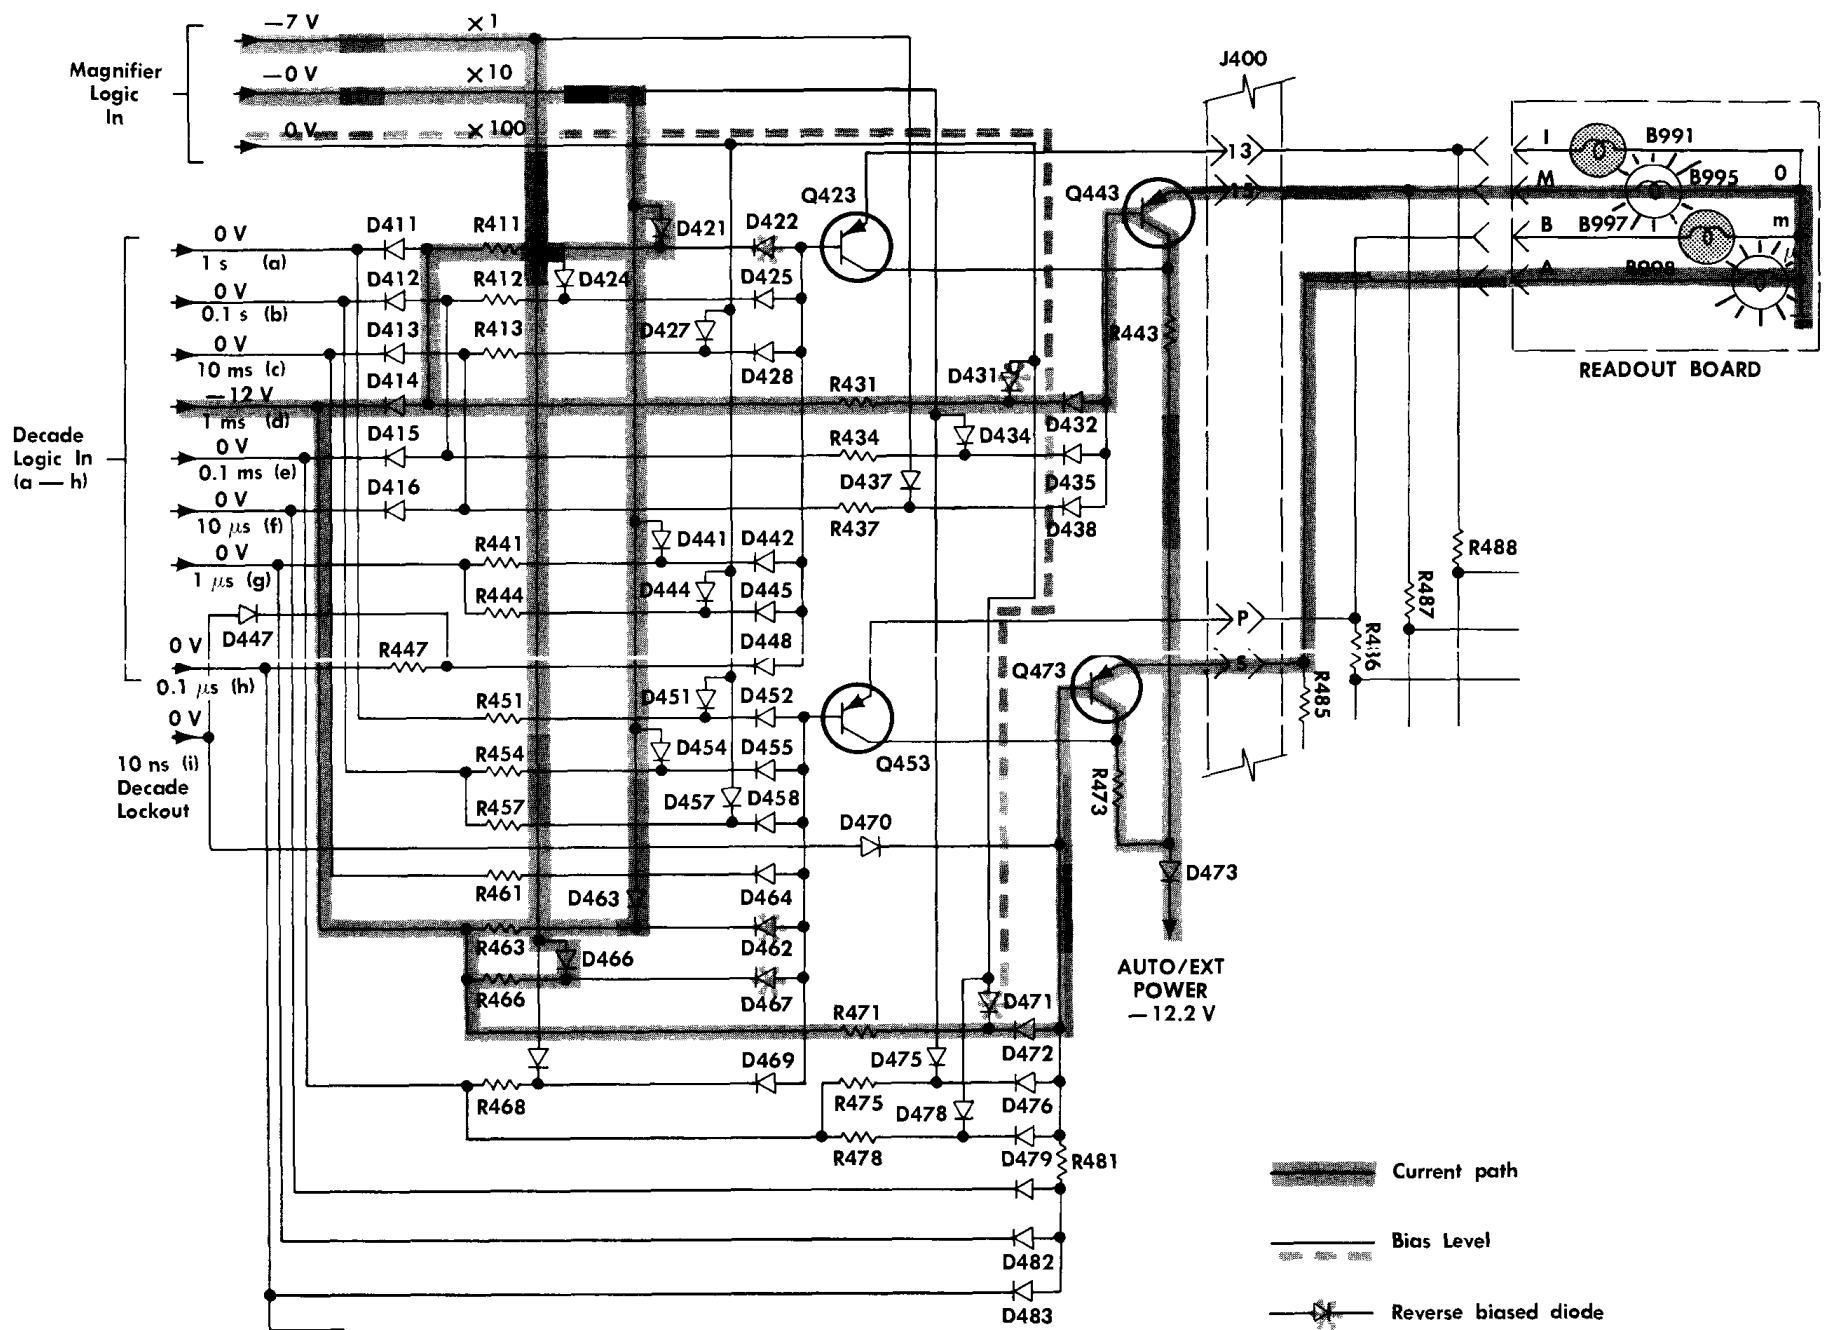 —7 V ×1
—0 V ×10
0 V ×100
Magnifier
Logic
In
J400
13
15
I B991
M B995 0
B B997 m
A B998 μ
READOUT BOARD
Q423
Q443
D411 R411 D421 D422
0 V
1 s (a)
D412 R412 D424 D425
0 V
0.1 s (b)
D413 R413 D427
0 V
10 ms (c)
D428
R443
D414
—12 V
1 ms (d)
R431 D431
D432
Decade
Logic In
(a — h)
D415
0 V
0.1 ms (e)
R434 D434
D435
D416
0 V
10 μs (f)
D437
R437
D438
R441 D441 D442
0 V
1 μs (g)
R444 D444 D445
D447
R447
D448
0 V
0.1 μs (h)
R488
R487
R486
R485
P
S
Q473
R451 D451 D452
0 V
10 ns (i)
Decade
Lockout
R454 D454 D455
Q453
R457 D457 D458
R473
D470
D473
R461
D463
D464
R463
D462
D466
R466
D467
AUTO/EXT
POWER
—12.2 V
R471
D471
D472
D469
D475
R468
R475
D476
D478
R478
D479
R481
D482
D483
Current path
Bias Level
Reverse biased diode